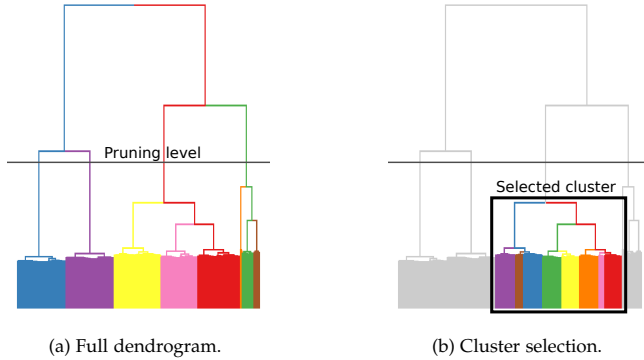 Pruning level
Selected cluster
(a) Full dendrogram.
(b) Cluster selection.